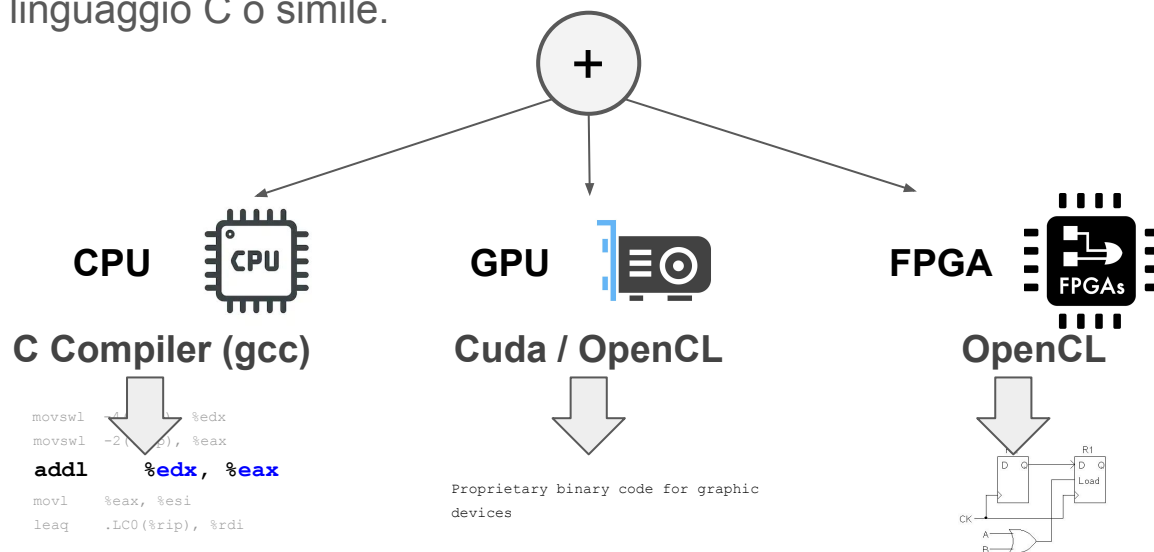 linguaggio C o simile.
+
CPU
CPU
GPU
FPGA
FPGAs
C Compiler (gcc)
Cuda / OpenCL
OpenCL
movswl %edx
movswl -2( ), %eax
addl %edx, %eax
movl %eax, %esi
leaq .LC0(%rip), %rdi
Proprietary binary code for graphic
devices
R1
D Q
D Q
Load
CK
A
B